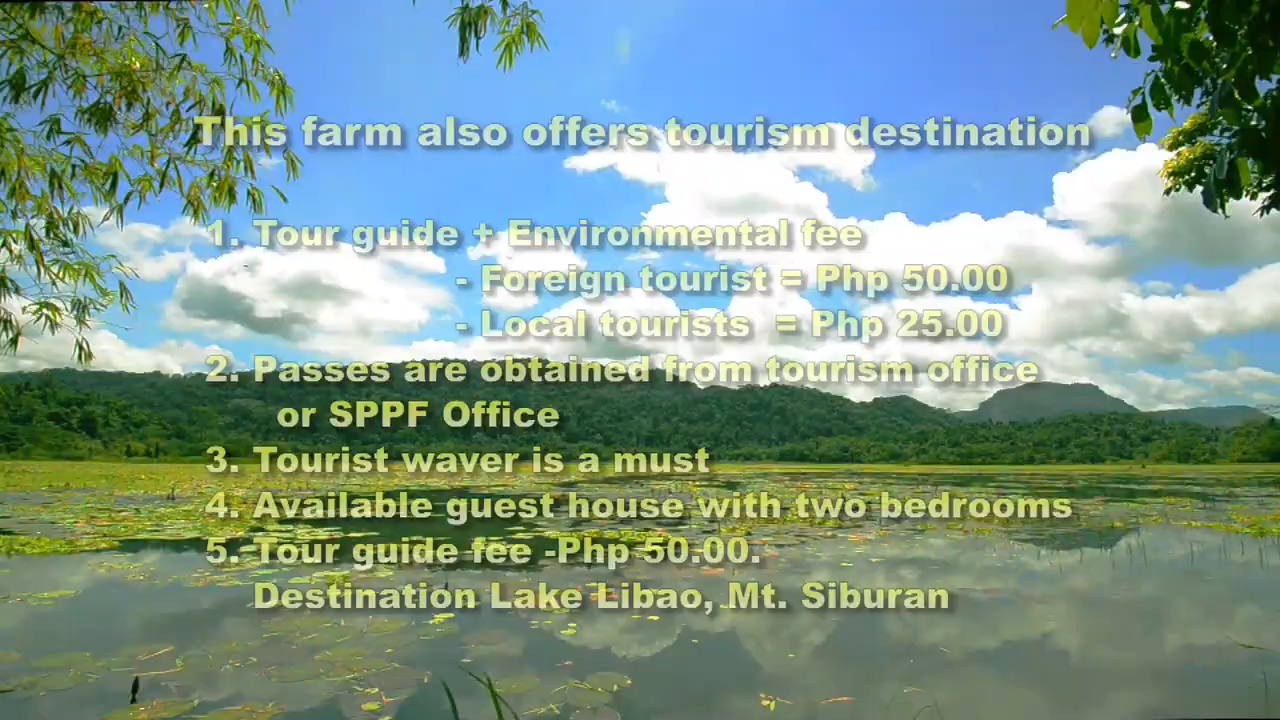 This farm also offers tourism destination
1. Tour guide + Environmental fee
- Foreign tourist = Php 50.00
- Local tourists = Php 25.00
2. Passes are obtained from tourism office
or SPPF Office
3. Tourist waver is a must
4. Available guest house with two bedrooms
5. Tour guide fee -Php 50.00.
Destination Lake Libao, Mt. Siburan